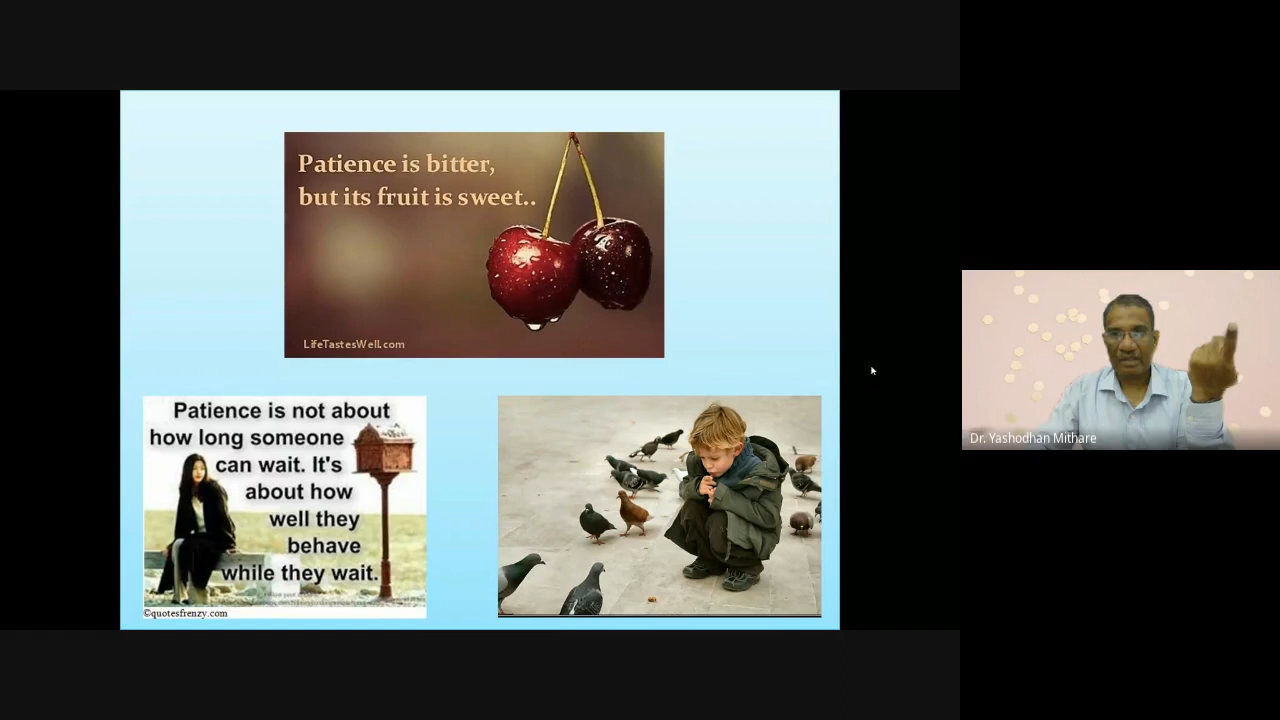 Patience is bitter,
but its fruit is sweet..
LifeTastesWell.com
Patience is not about
how long someone
can wait. It's
about how
well they
behave
while they wait.
©quotesfrenzy.com
Dr. Yashodhan Mithare